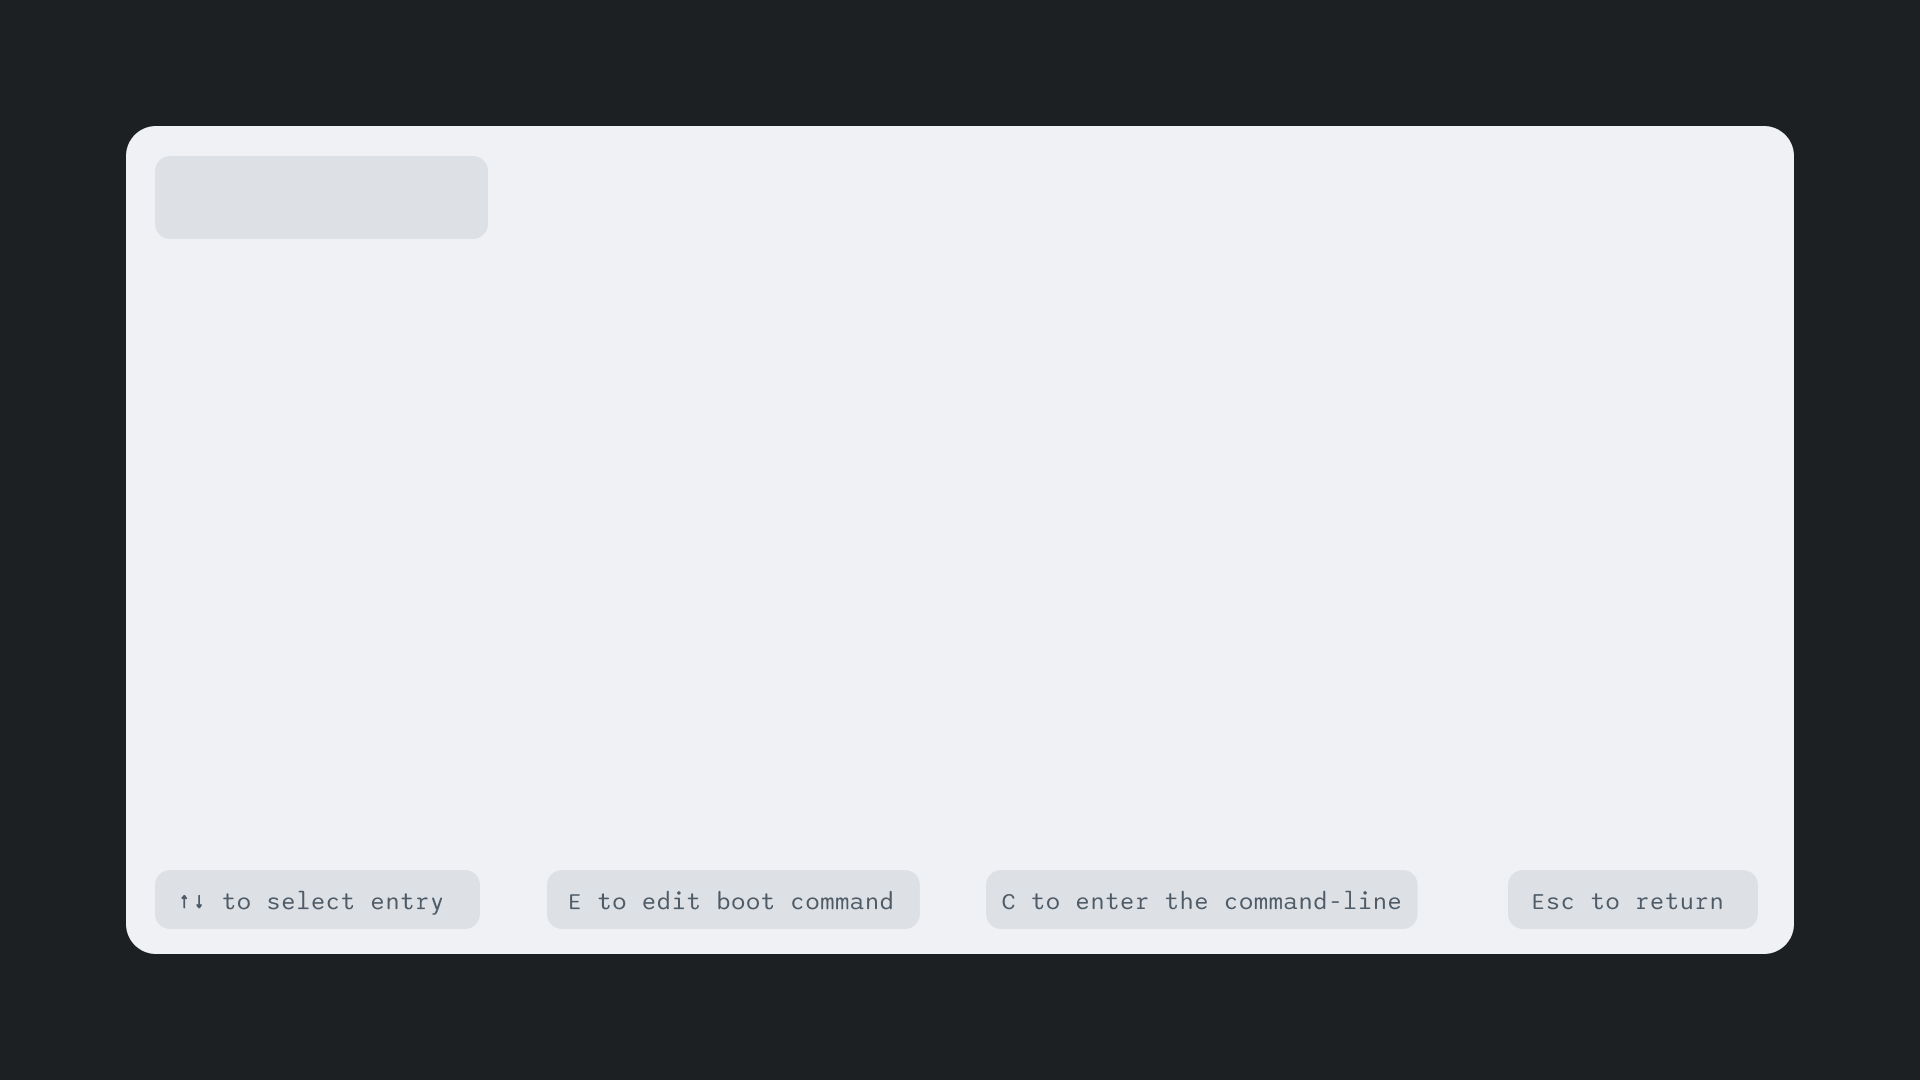 ↑↓ to select entry
E to edit boot command
C to enter the command-line
Esc to return